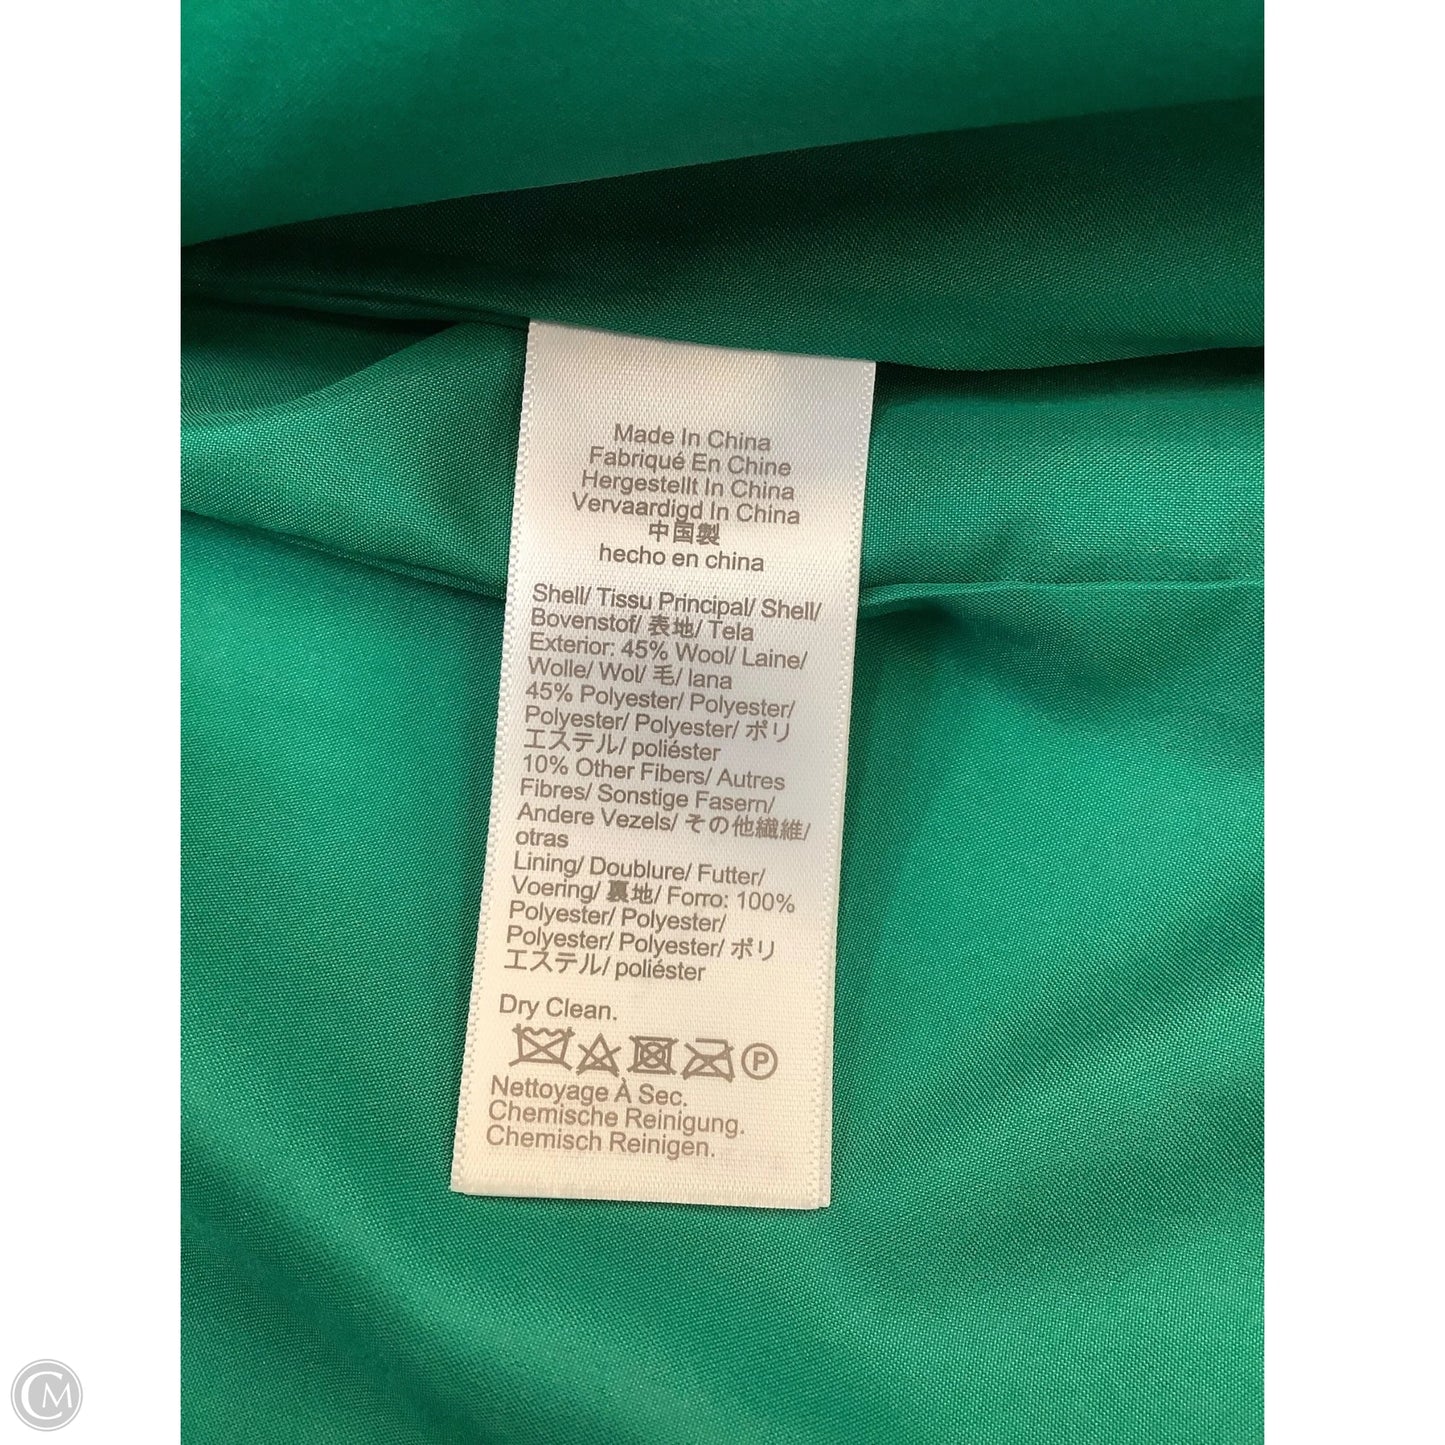 Made In China
Fabriqué En Chine
Hergestellt In China
Vervaardigd In China
中国製
hecho en china
Shell/ Tissu Principal/ Shell/
Bovenstof/ 表地/ Tela
Exterior: 45% Wool/ Laine/
Wolle/ Wol/ 毛/ lana
45% Polyester/ Polyester/
Polyester/ Polyester/ ポリ
エステル/ poliéster
10% Other Fibers/ Autres
Fibres/ Sonstige Fasern/
Andere Vezels/ その他繊維/
otras
Lining/ Doublure/ Futter/
Voering/ 裏地/ Forro: 100%
Polyester/ Polyester/
Polyester/ Polyester/ ポリ
エステル/ poliéster
Dry Clean.
P
Nettoyage À Sec.
Chemische Reinigung.
Chemisch Reinigen.
CM